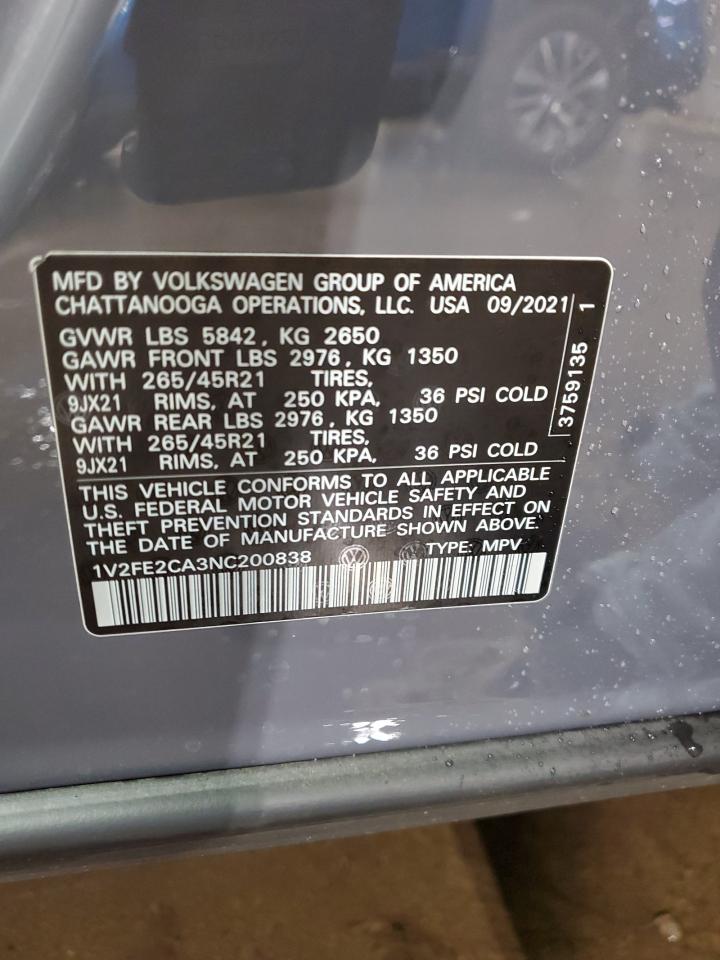 MFD BY VOLKSWAGEN GROUP OF AMERICA
CHATTANOOGA OPERATIONS, LLC. USA 09/2021
GVWR LBS 5842, KG 2650
GAWR FRONT LBS 2976, KG 1350
WITH 265/45R21 TIRES,
9JX21 RIMS, AT 250 KPA, 36 PSI COLD
GAWR REAR LBS 2976, KG 1350
WITH 265/45R21 TIRES,
9JX21 RIMS, AT 250 KPA, 36 PSI COLD
THIS VEHICLE CONFORMS TO ALL APPLICABLE
U.S. FEDERAL MOTOR VEHICLE SAFETY AND
THEFT PREVENTION STANDARDS IN EFFECT ON
THE DATE OF MANUFACTURE SHOWN ABOVE.
1V2FE2CA3NC200838 TYPE: MPV
3759135 1